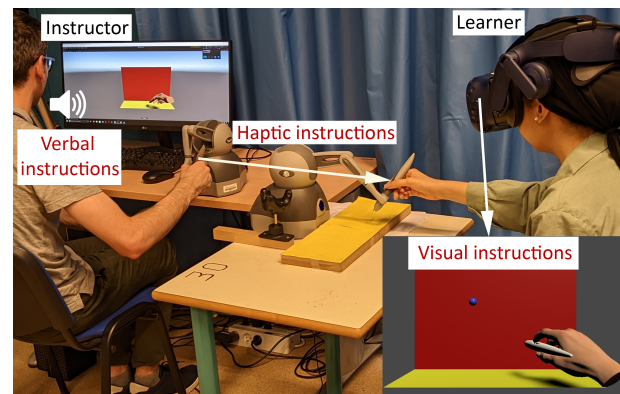 Instructor
Learner
Verbal
instructions
Haptic instructions
Visual instructions
30